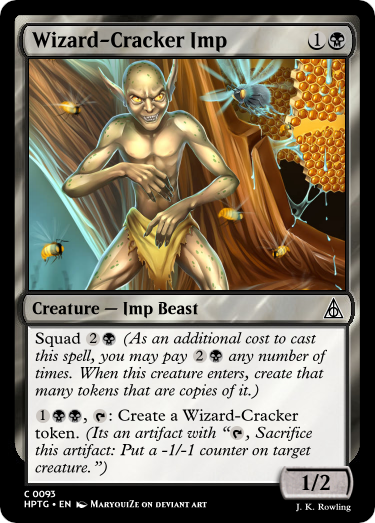 Wizard-Cracker Imp 1
Creature — Imp Beast
Squad 2 (As an additional cost to cast
this spell, you may pay 2 any number of
times. When this creature enters, create that
many tokens that are copies of it.)
1, : Create a Wizard-Cracker
token. (Its an artifact with “, Sacrifice
this artifact: Put a -1/-1 counter on target
creature.”)
1/2
C 0093
HPTG • EN MaryquiZe on deviant art
J. K. Rowling